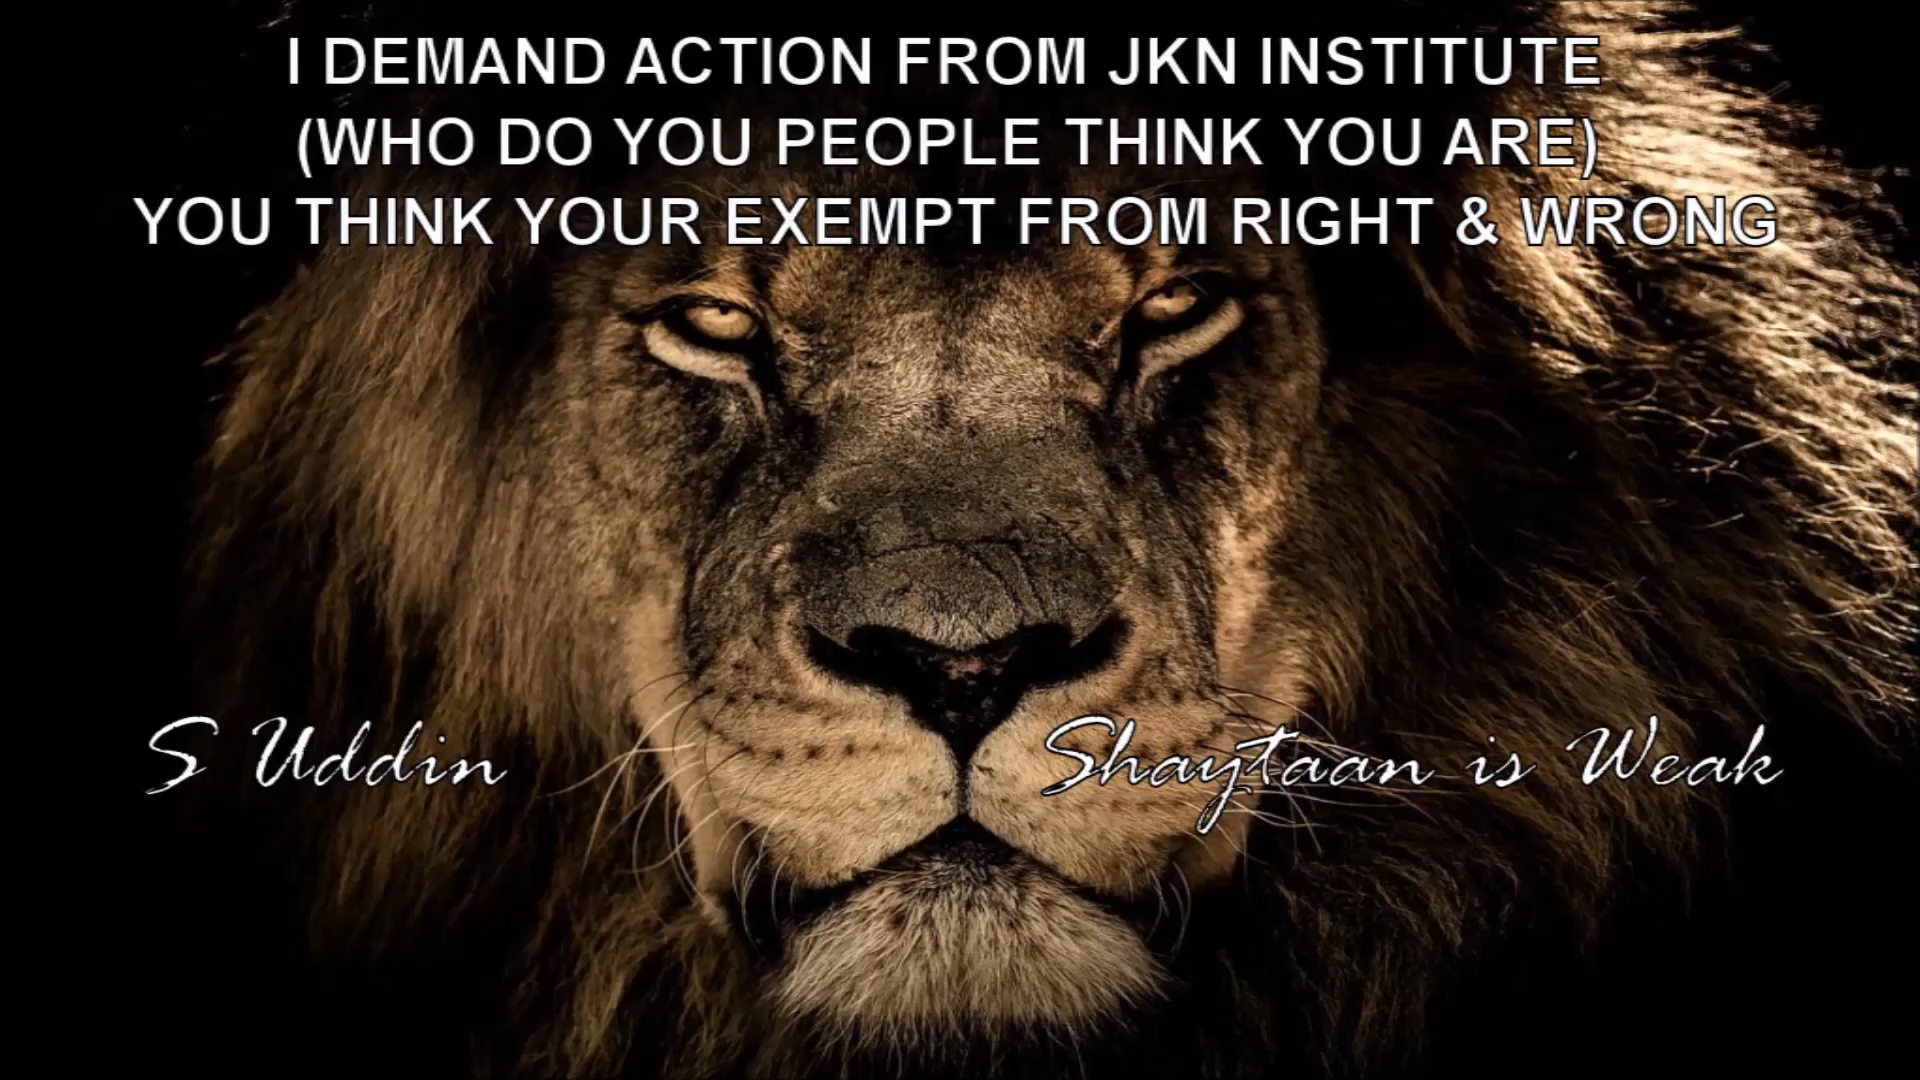 I DEMAND ACTION FROM JKN INSTITUTE
(WHO DO YOU PEOPLE THINK YOU ARE)
YOU THINK YOUR EXEMPT FROM RIGHT & WRONG
S Uddin
Shaytaan is Weak